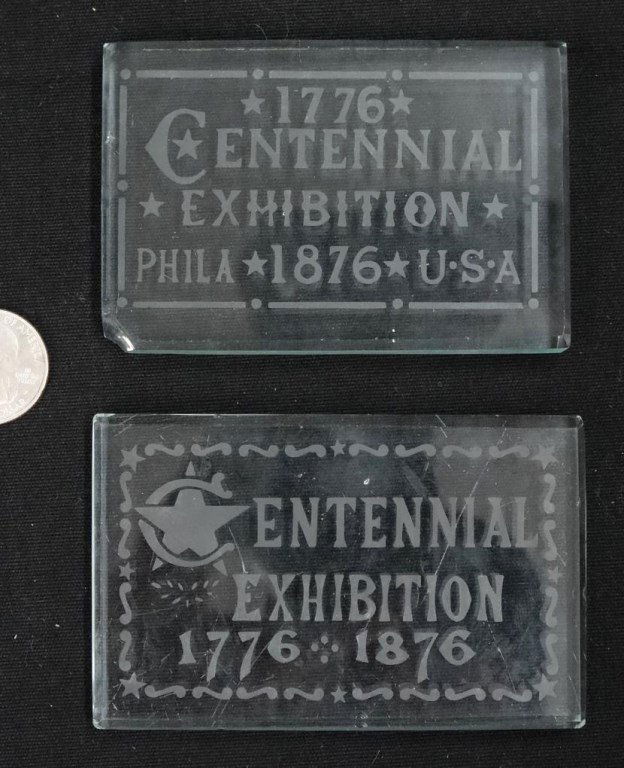 ★ 1776 ★
CENTENNIAL
★ EXHIBITION ★
PHILA ★ 1876 ★ U·S·A
CENTENNIAL
EXHIBITION
1776 1876